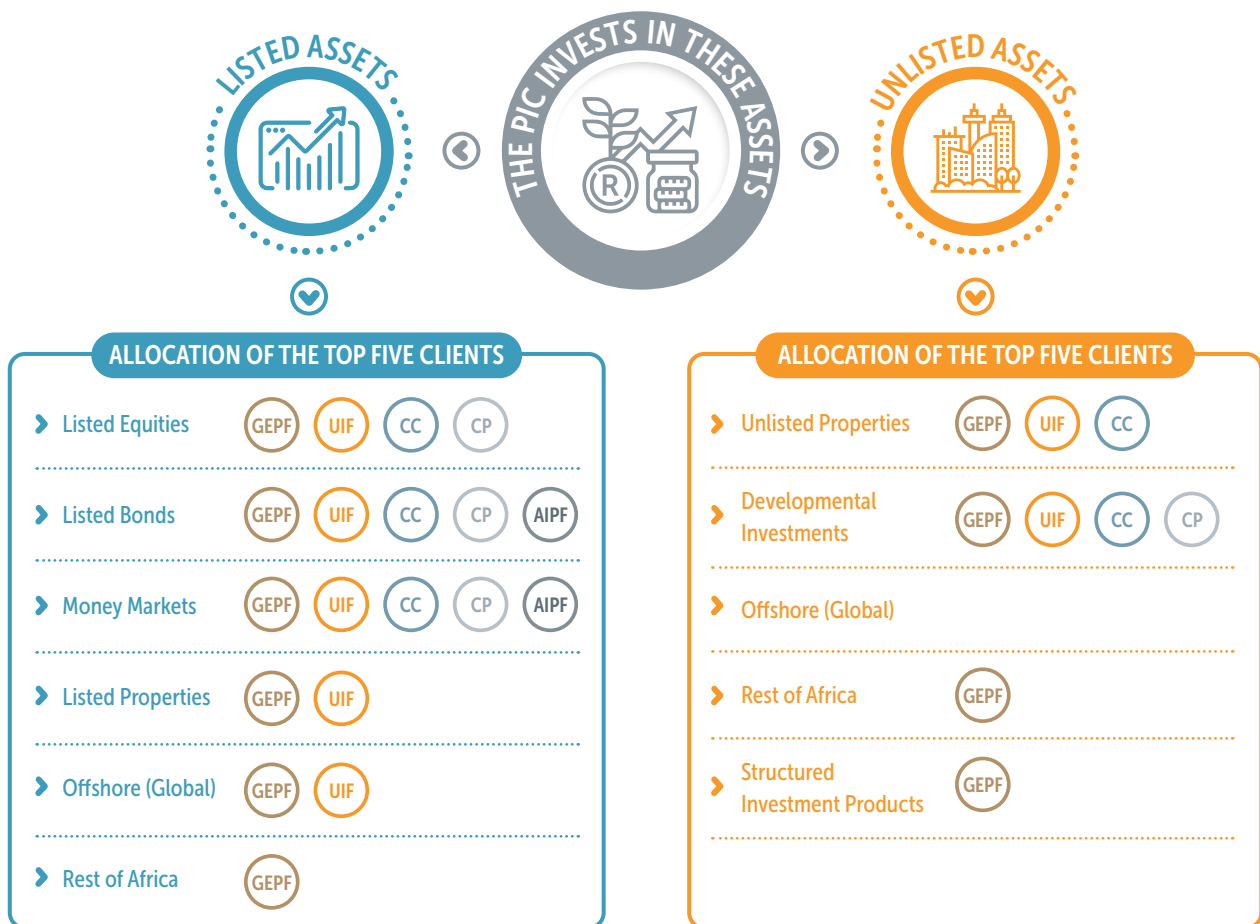 LISTED ASSETS
THE PIC INVESTS IN THESE ASSETS
R
UNLISTED ASSETS
ALLOCATION OF THE TOP FIVE CLIENTS
Listed Equities GEPF UIF CC CP
Listed Bonds GEPF UIF CC CP AIPF
Money Markets GEPF UIF CC CP AIPF
Listed Properties GEPF UIF
Offshore (Global) GEPF UIF
Rest of Africa GEPF
ALLOCATION OF THE TOP FIVE CLIENTS
Unlisted Properties GEPF UIF CC
Developmental
Investments GEPF UIF CC CP
Offshore (Global)
Rest of Africa GEPF
Structured
Investment Products GEPF